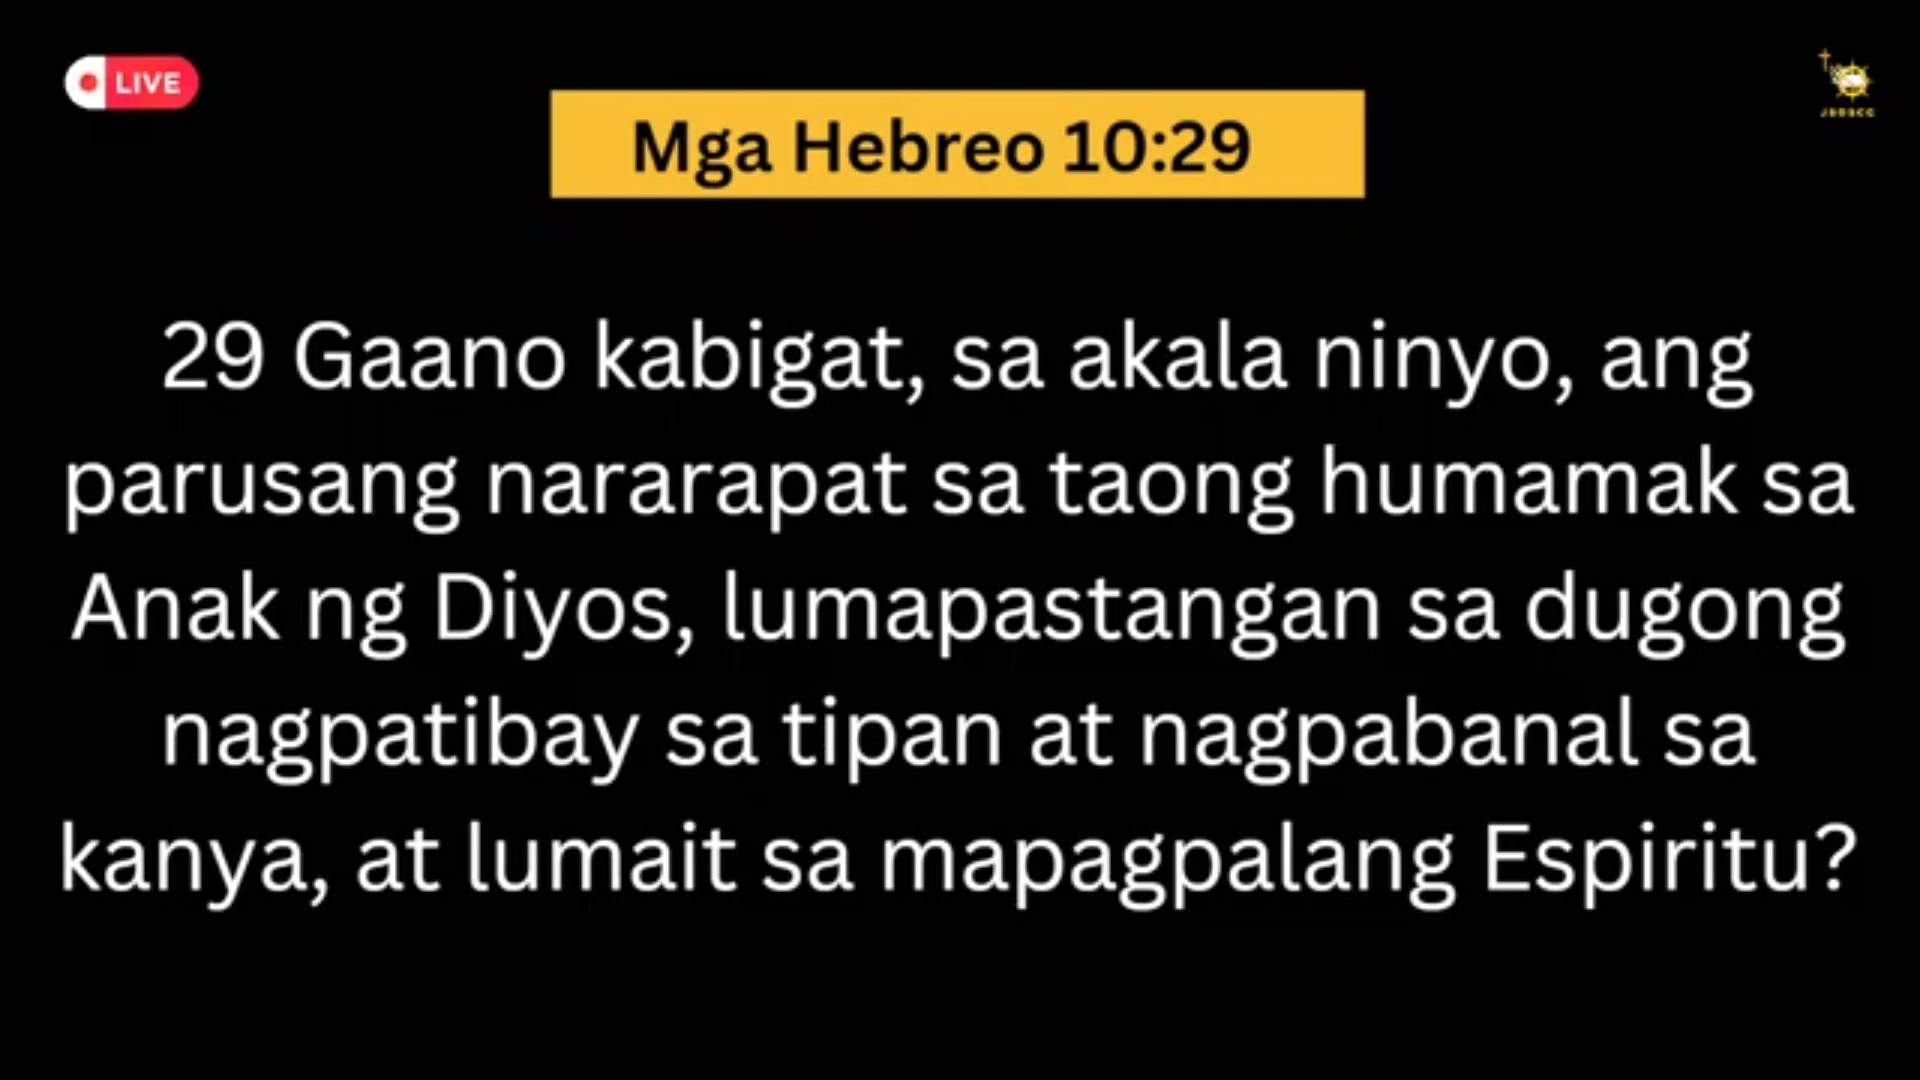 LIVE
Mga Hebreo 10:29
29 Gaano kabigat, sa akala ninyo, ang
parusang nararapat sa taong humamak sa
Anak ng Diyos, lumapastangan sa dugong
nagpatibay sa tipan at nagpabanal sa
kanya, at lumait sa mapagpalang Espiritu?